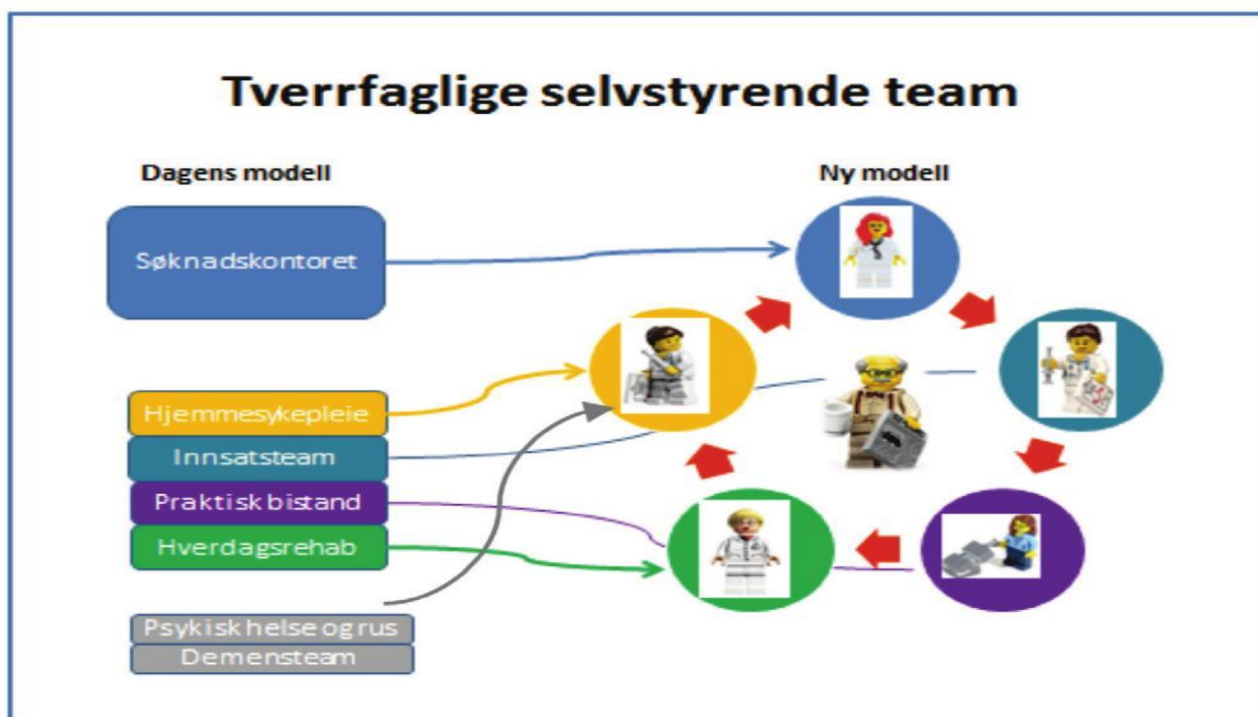 Tverrfaglige selvstyrende team
Dagens modell
Ny modell
Søknadskontoret
Hjemmesykepleie
Innsatsteam
Praktisk bistand
Hverdagsrehab
Psykisk helse og rus
Demensteam